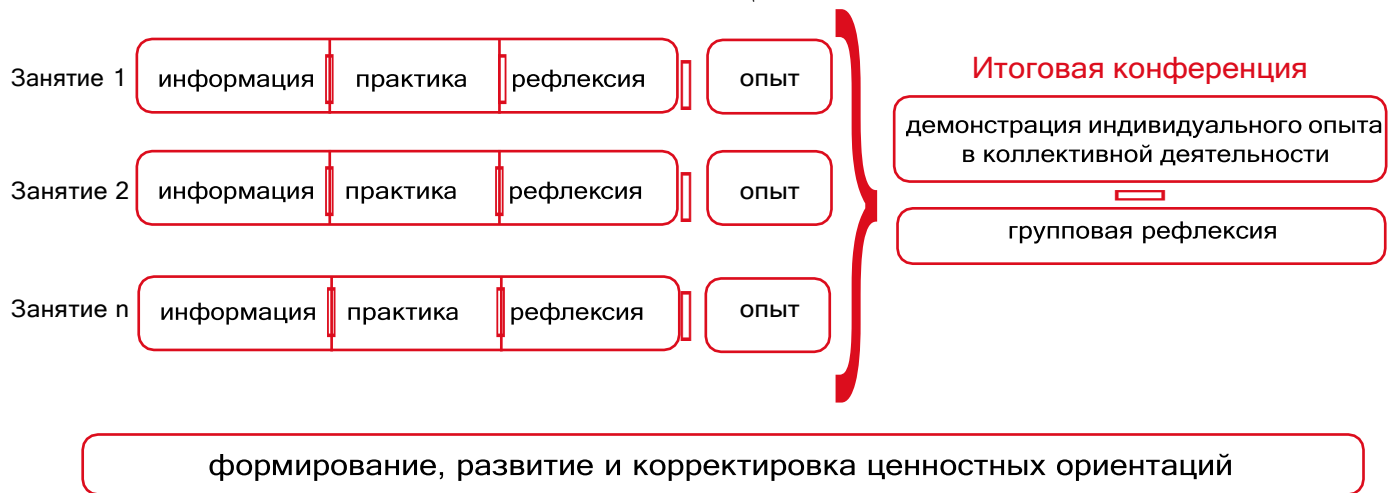 Занятие 1 информация практика рефлексия опыт
Занятие 2 информация практика рефлексия опыт
Занятие n информация практика рефлексия опыт
Итоговая конференция
демонстрация индивидуального опыта
в коллективной деятельности
групповая рефлексия
формирование, развитие и корректировка ценностных ориентаций